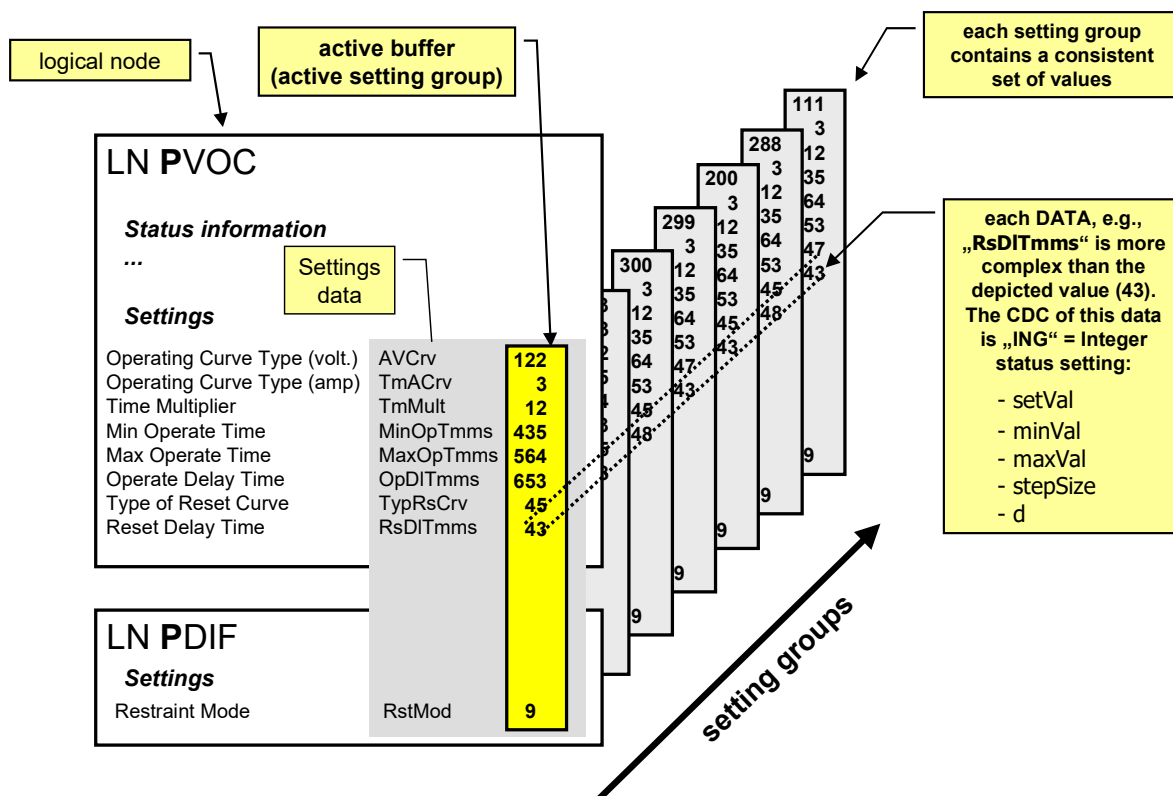 logical node
active buffer
(active setting group)
each setting group
contains a consistent
set of values
LN PVOC
Status information
...
Settings
data
Settings
Operating Curve Type (volt.) AVCrv 122
Operating Curve Type (amp) TmACrv 3
Time Multiplier TmMult 12
Min Operate Time MinOpTmms 435
Max Operate Time MaxOpTmms 564
Operate Delay Time OpDlTmms 653
Type of Reset Curve TypRsCrv 45
Reset Delay Time RsDlTmms 43
LN PDIF
Settings
Restraint Mode RstMod 9
300
3
12
35
64
53
45
48
9
299
3
12
35
64
53
47
43
9
200
3
12
35
64
53
45
43
9
288
3
12
35
64
53
45
48
9
111
3
12
35
64
53
47
43
9
each DATA, e.g.,
„RsDlTmms“ is more
complex than the
depicted value (43).
The CDC of this data
is „ING“ = Integer
status setting:
- setVal
- minVal
- maxVal
- stepSize
- d
setting groups